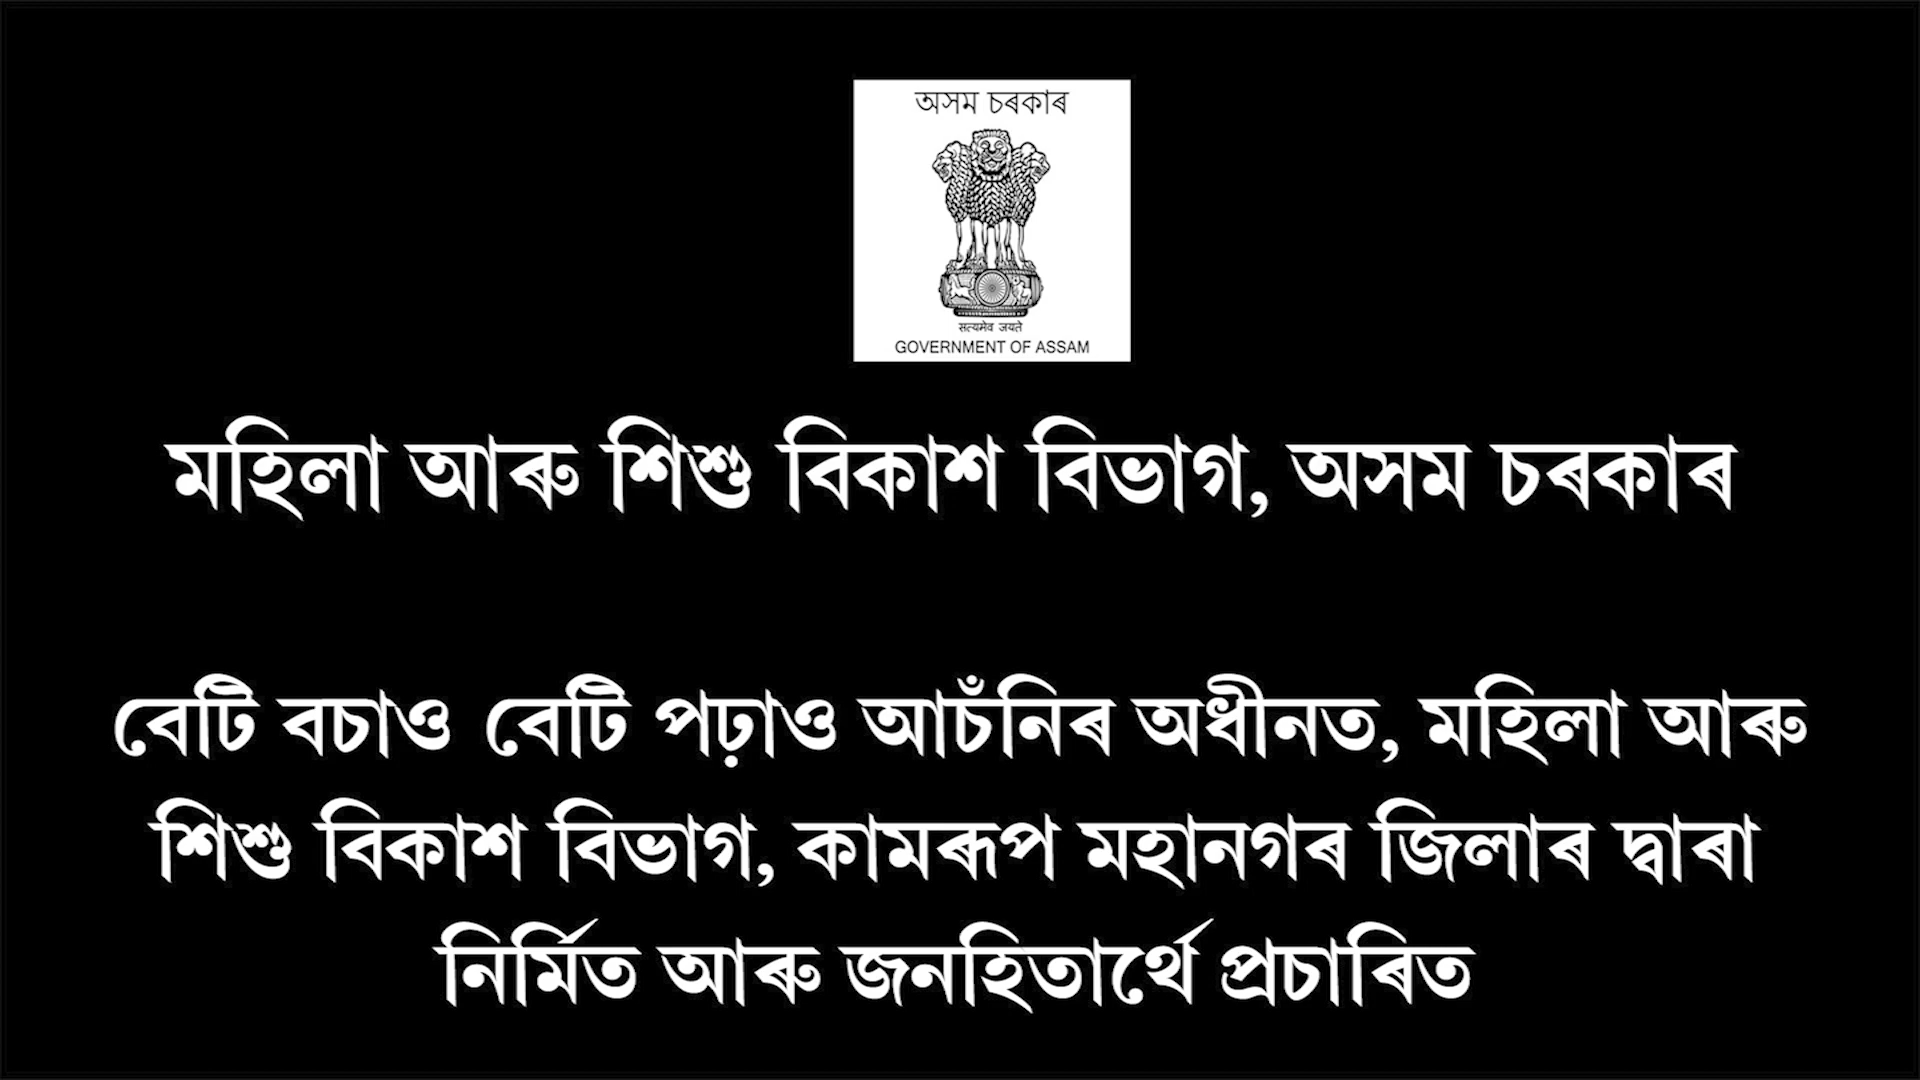 অসম চৰকাৰ
सत्यमेव जयते
GOVERNMENT OF ASSAM
মহিলা আৰু শিশু বিকাশ বিভাগ, অসম চৰকাৰ
বেটি বচাও বেটি পঢ়াও আচঁনিৰ অধীনত, মহিলা আৰু
শিশু বিকাশ বিভাগ, কামৰূপ মহানগৰ জিলাৰ দ্বাৰা
নিৰ্মিত আৰু জনহিতাৰ্থে প্ৰচাৰিত